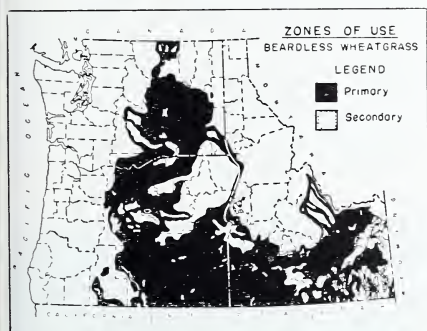 ZONES OF USE
BEARDLESS WHEATGRASS
LEGEND
Primary
Secondary
CANADA
PACIFIC OCEAN
CALIFORNIA